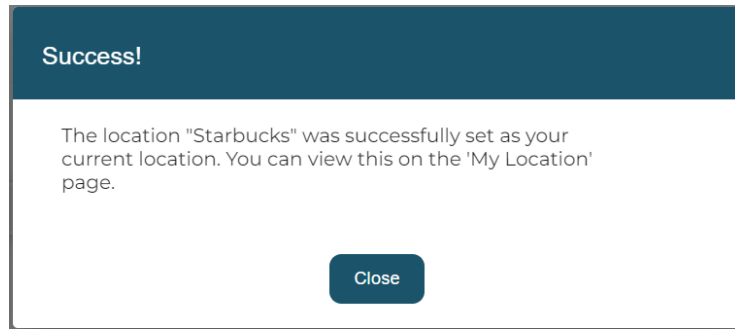 Success!
The location "Starbucks" was successfully set as your
current location. You can view this on the 'My Location'
page.
Close